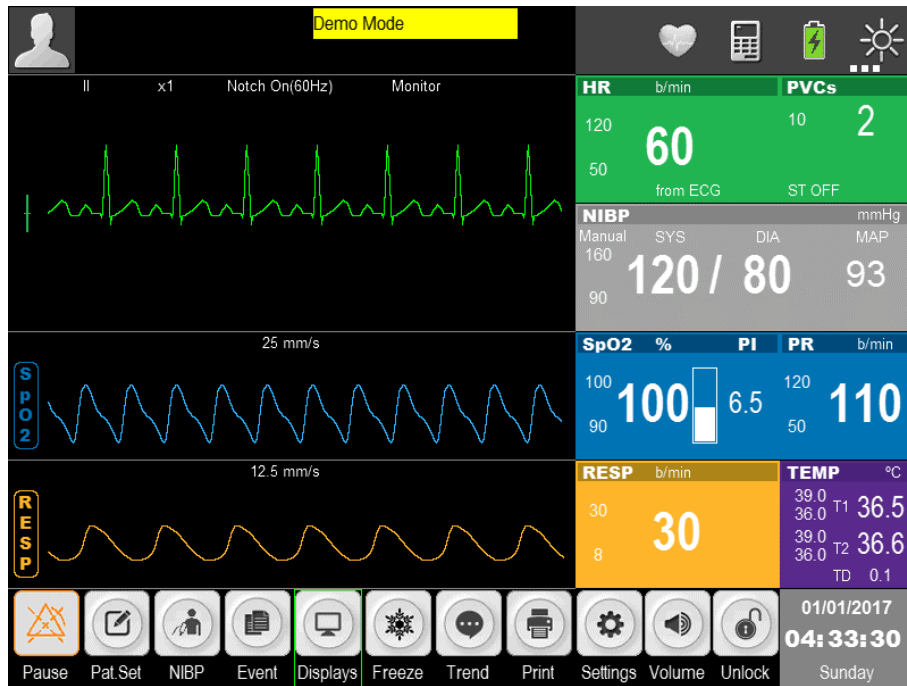 Demo Mode
II x1 Notch On(60Hz) Monitor
HR b/min PVCs
120 60 10 2
50
from ECG ST OFF
NIBP mmHg
Manual SYS DIA MAP
160 120 / 80 93
90
25 mm/s
SpO2 % PI PR b/min
SpO2
100 100 6.5 120 110
90 50
12.5 mm/s
RESP b/min TEMP °C
RESP
30 30 39.0 T1 36.5
36.0
8 39.0 T2 36.6
36.0
TD 0.1
01/01/2017
04:33:30
Pause Pat.Set NIBP Event Displays Freeze Trend Print Settings Volume Unlock Sunday